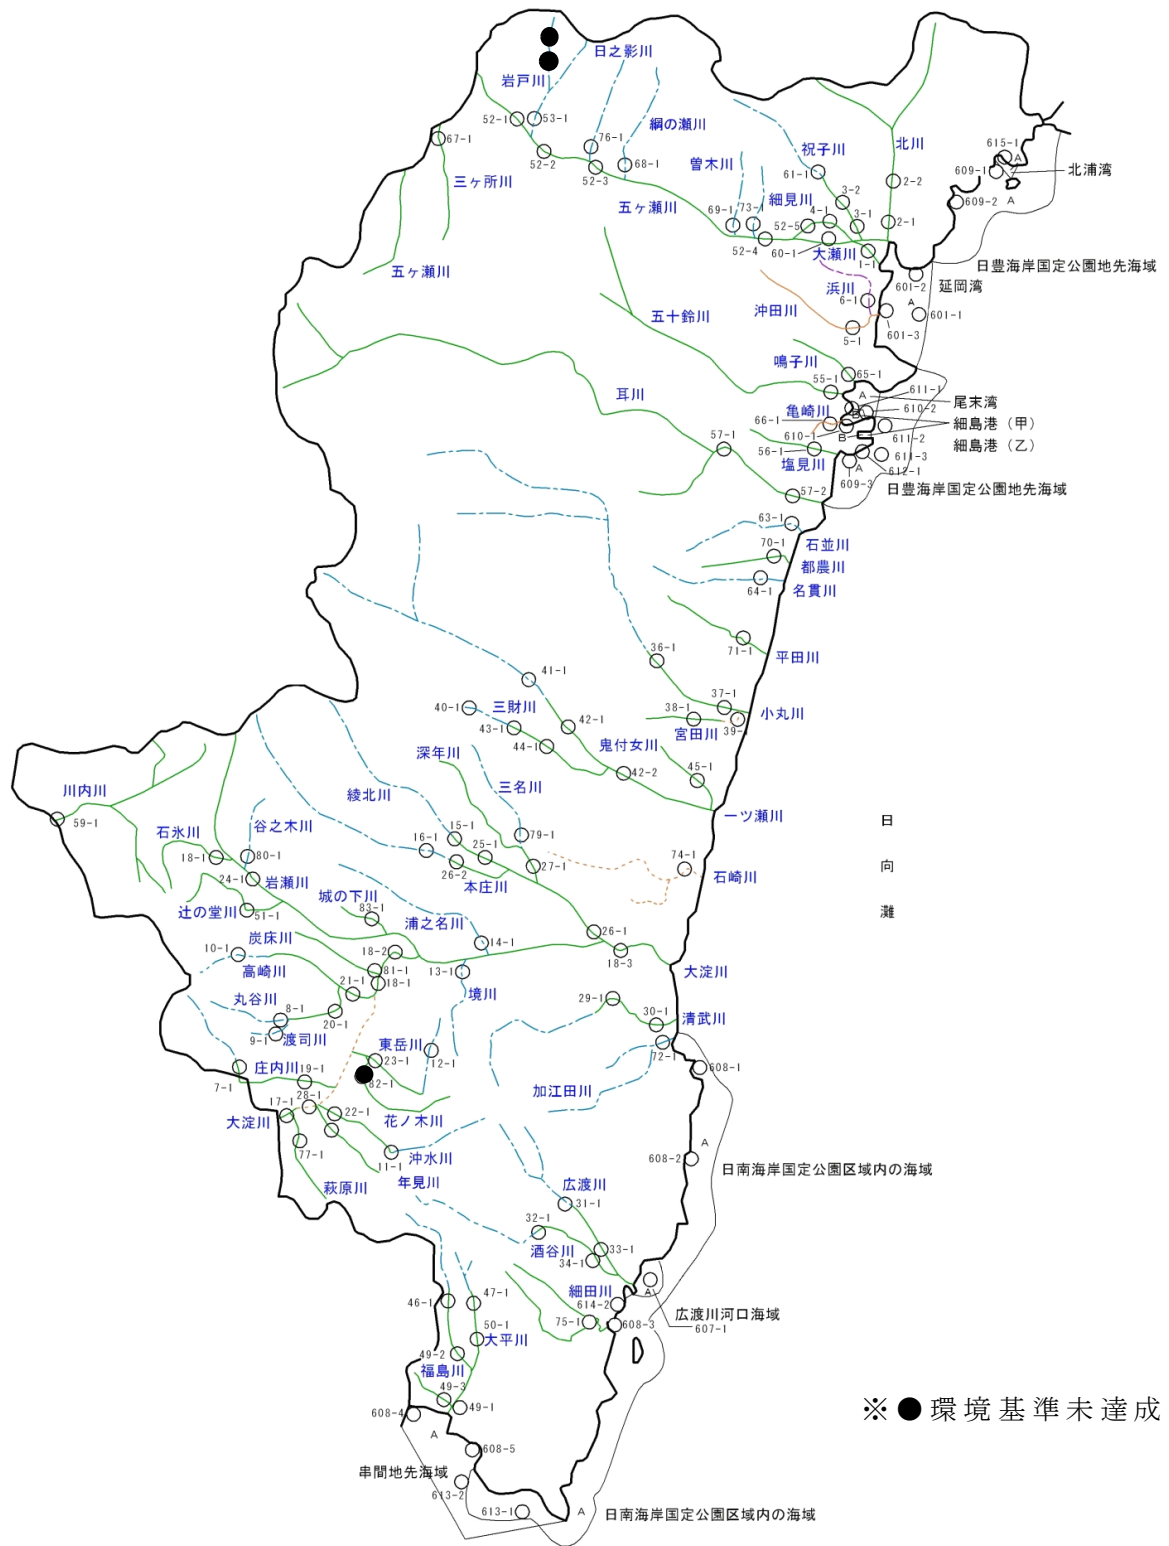 日之影川
岩戸川
52-1
53-1
綱の瀬川
76-1
67-1
52-2
三ヶ所川
52-3
68-1
曽木川
祝子川
61-1
北川
615-1
A
609-1
北浦湾
2-2
3-2
細見川
五ヶ瀬川
69-1
73-1
4-1
609-2
A
52-5
3-1
2-1
52-4
60-1
大瀬川
1-1
五ヶ瀬川
日豊海岸国定公園地先海域
601-2
延岡湾
浜川
6-1
A
601-1
沖田川
五十鈴川
5-1
601-3
鳴子川
65-1
55-1
611-1
A
尾末湾
耳川
亀崎川
B
610-2
66-1
細島港（甲）
610-1
B
611-2
細島港（乙）
57-1
56-1
611-3
塩見川
A
612-1
609-3
日豊海岸国定公園地先海域
57-2
63-1
石並川
70-1
都農川
64-1
名貫川
71-1
平田川
36-1
41-1
37-1
40-1
三財川
38-1
小丸川
43-1
42-1
宮田川
39-
44-1
鬼付女川
深年川
42-2
45-1
三名川
川内川
綾北川
一ツ瀬川
59-1
谷之木川
日
石氷川
15-1
79-1
16-1
25-1
18-1
80-1
26-2
27-1
74-1
向
24-1
岩瀬川
本庄川
石崎川
城の下川
83-1
辻の堂川
51-1
浦之名川
灘
26-1
炭床川
10-1
18-2
14-1
18-3
高崎川
81-1
13-1
大淀川
18-1
21-1
境川
丸谷川
29-1
8-1
20-1
30-1
清武川
9-1
渡司川
東岳川
12-1
72-1
23-1
庄内川
608-1
19-1
82-1
7-1
加江田川
28-1
17-1
22-1
大淀川
花ノ木川
A
77-1
11-1
沖水川
608-2
日南海岸国定公園区域内の海域
年見川
萩原川
広渡川
31-1
32-1
酒谷川
33-1
34-1
細田川
A
47-1
46-1
614-2
広渡川河口海域
75-1
608-3
607-1
50-1
大平川
49-2
福島川
49-3
49-1
608-4
※●環境基準未達成
A
608-5
串間地先海域
613-2
613-1
A
日南海岸国定公園区域内の海域